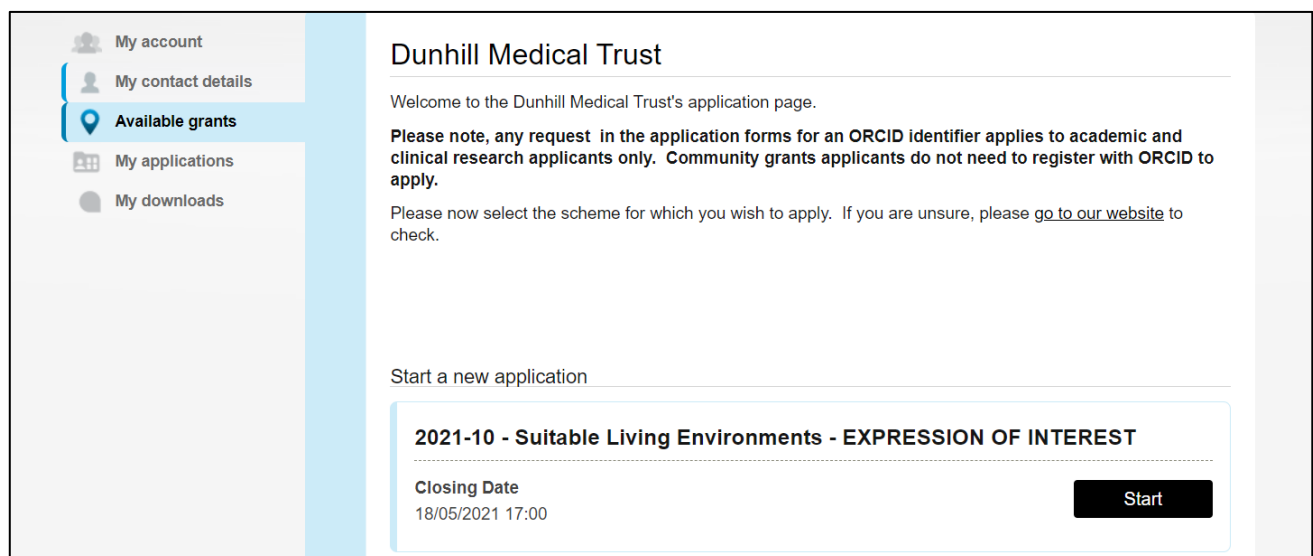 My account
My contact details
Available grants
My applications
My downloads
Dunhill Medical Trust
Welcome to the Dunhill Medical Trust's application page.
Please note, any request in the application forms for an ORCID identifier applies to academic and
clinical research applicants only. Community grants applicants do not need to register with ORCID to
apply.
Please now select the scheme for which you wish to apply. If you are unsure, please go to our website to
check.
Start a new application
2021-10 - Suitable Living Environments - EXPRESSION OF INTEREST
Closing Date
18/05/2021 17:00
Start